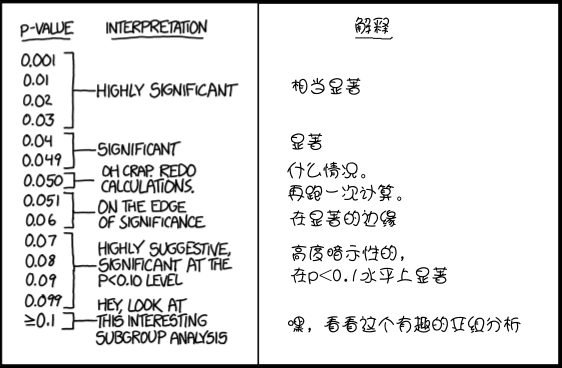 P-VALUE INTERPRETATION
0.001
0.01
0.02
0.03
HIGHLY SIGNIFICANT
0.04
0.049
SIGNIFICANT
0.050
OH CRAP. REDO
CALCULATIONS.
0.051
0.06
ON THE EDGE
OF SIGNIFICANCE
0.07
0.08
0.09
0.099
HIGHLY SUGGESTIVE,
SIGNIFICANT AT THE
P<0.10 LEVEL
≥0.1
HEY, LOOK AT
THIS INTERESTING
SUBGROUP ANALYSIS
解释
相当显著
显著
什么情况。
再跑一次计算。
在显著的边缘
高度暗示性的,
在p<0.1水平上显著
嘿，看看这个有趣的亚组分析